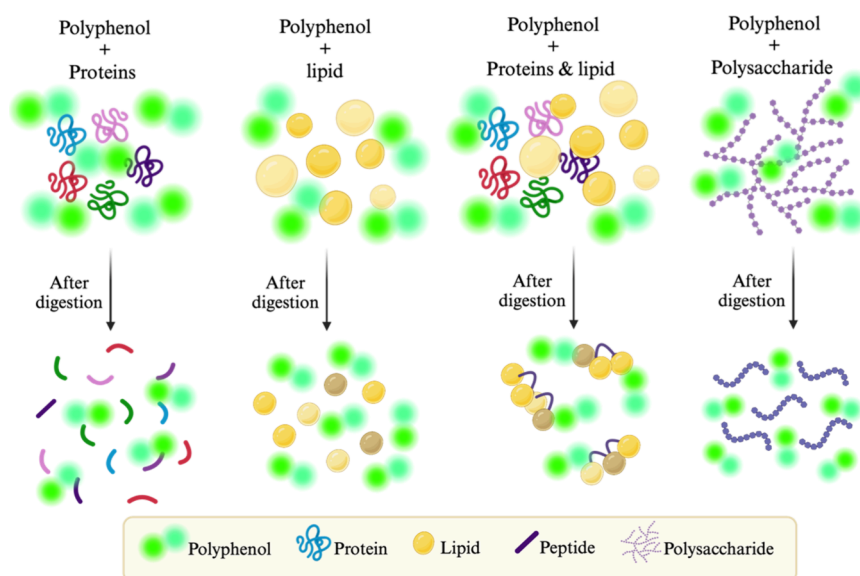 Polyphenol
+
Proteins
Polyphenol
+
lipid
Polyphenol
+
Proteins & lipid
Polyphenol
+
Polysaccharide
After
digestion
After
digestion
After
digestion
After
digestion
Polyphenol
Protein
Lipid
Peptide
Polysaccharide